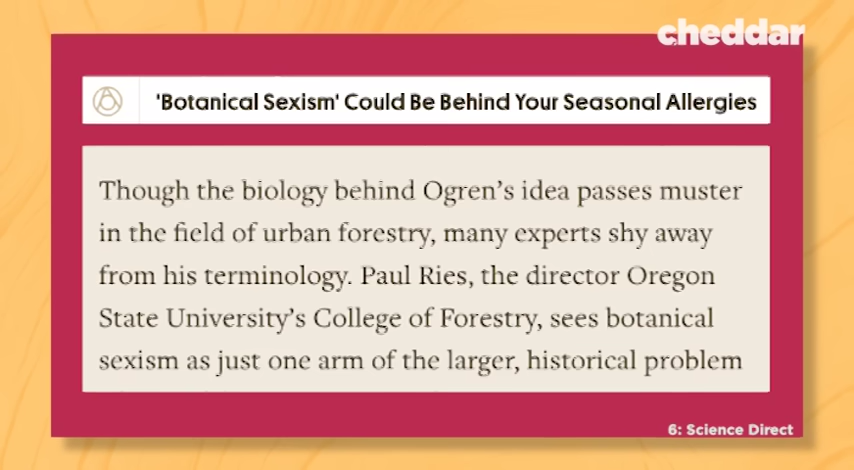 cheddar
'Botanical Sexism' Could Be Behind Your Seasonal Allergies
Though the biology behind Ogren's idea passes muster
in the field of urban forestry, many experts shy away
from his terminology. Paul Ries, the director Oregon
State University's College of Forestry, sees botanical
sexism as just one arm of the larger, historical problem
6: Science Direct